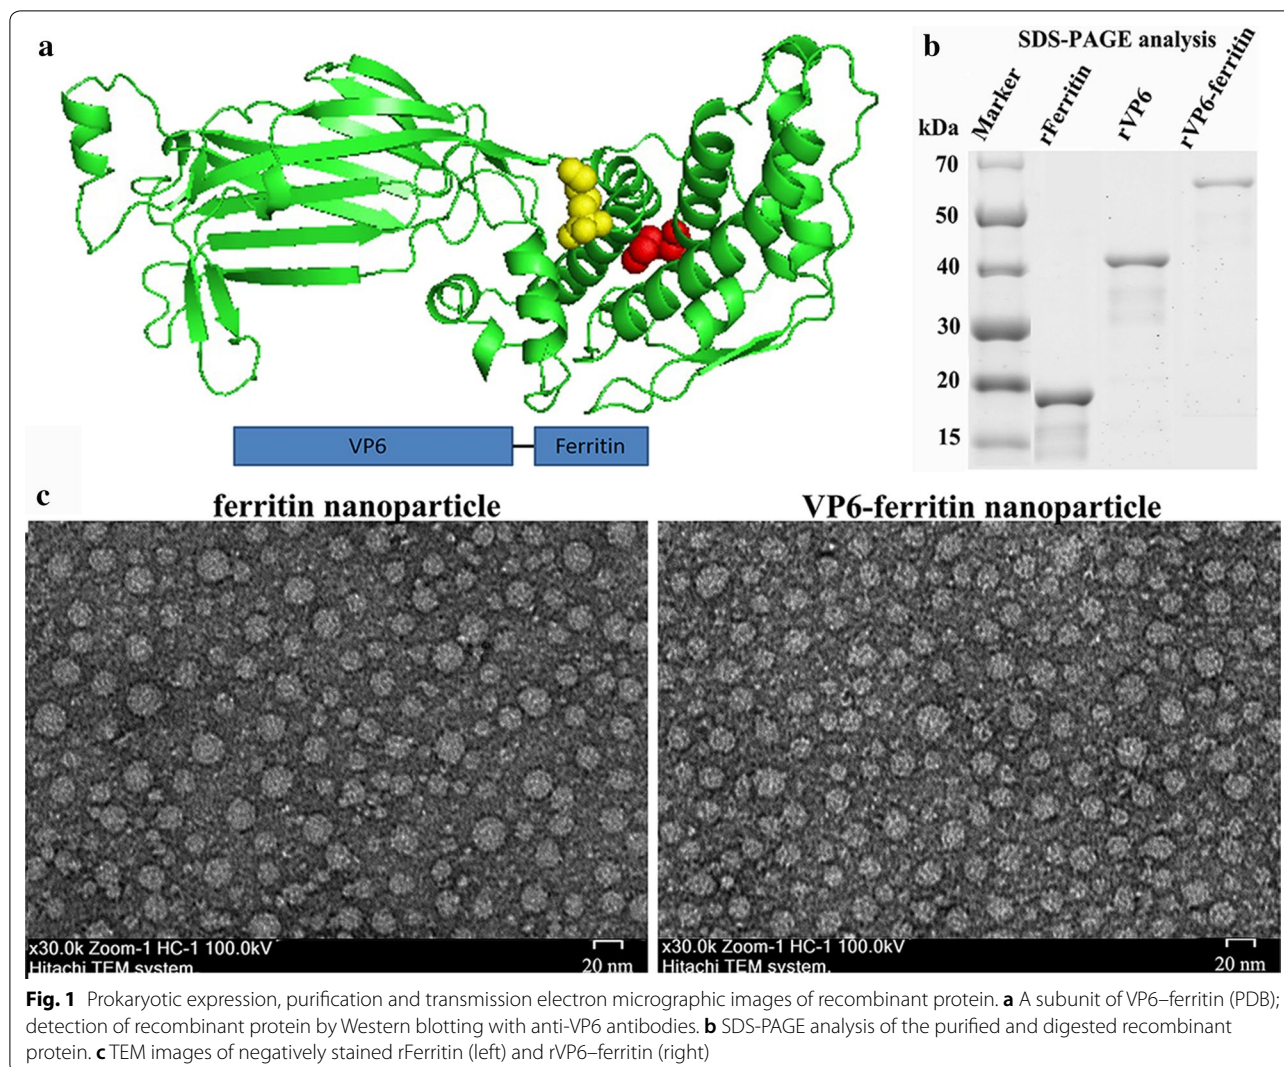 a
VP6
Ferritin
b
SDS-PAGE analysis
kDa
Marker
rFerritin
rVP6
rVP6-ferritin
70
50
40
30
20
15
c
ferritin nanoparticle
VP6-ferritin nanoparticle
x30.0k Zoom-1 HC-1 100.0kV
Hitachi TEM system.
20 nm
x30.0k Zoom-1 HC-1 100.0kV
Hitachi TEM system.
20 nm
Fig. 1 Prokaryotic expression, purification and transmission electron micrographic images of recombinant protein. a A subunit of VP6–ferritin (PDB);
detection of recombinant protein by Western blotting with anti-VP6 antibodies. b SDS-PAGE analysis of the purified and digested recombinant
protein. c TEM images of negatively stained rFerritin (left) and rVP6–ferritin (right)